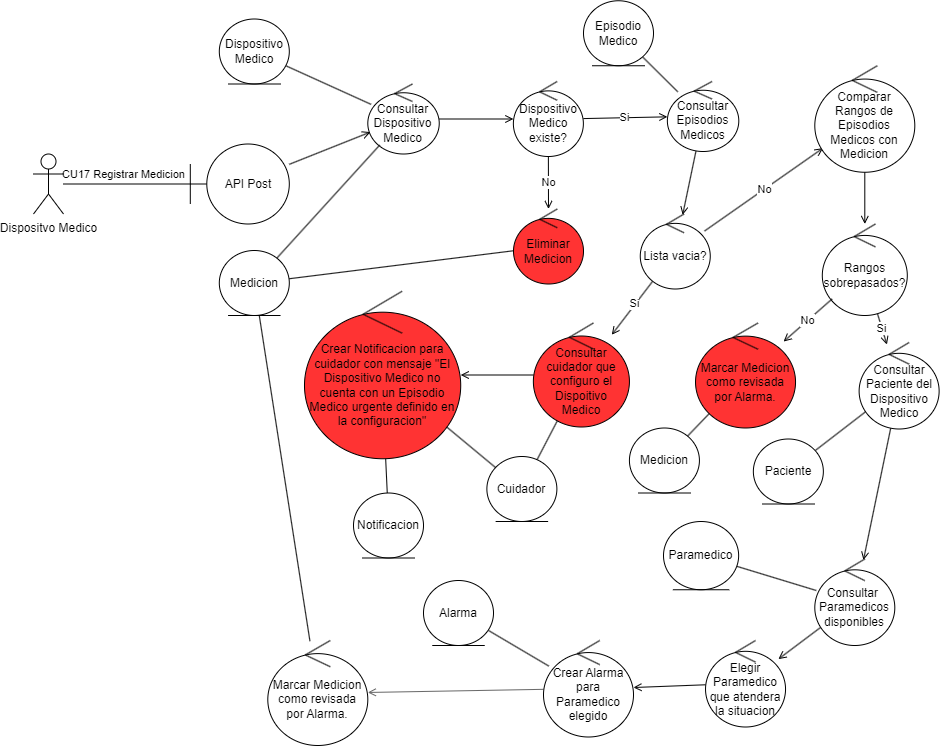 Episodio
Medico
Dispositivo
Medico
Consultar
Dispositivo
Medico
Dispositivo
Medico
existe?
Si
Consultar
Episodios
Medicos
Comparar
Rangos de
Episodios
Medicos con
Medicion
CU17 Registrar Medicion
API Post
Dispositvo Medico
No
No
Eliminar
Medicion
Lista vacia?
Rangos
sobrepasados?
Medicion
Si
No
Si
Crear Notificacion para
cuidador con mensaje "El
Dispositivo Medico no
cuenta con un Episodio
Medico urgente definido en
la configuracion"
Consultar
cuidador que
configuro el
Dispoitivo
Medico
Marcar Medicion
como revisada
por Alarma.
Consultar
Paciente del
Dispositivo
Medico
Medicion
Paciente
Cuidador
Notificacion
Paramedico
Consultar
Paramedicos
disponibles
Alarma
Marcar Medicion
como revisada
por Alarma.
Crear Alarma
para
Paramedico
elegido
Elegir
Paramedico
que atendera
la situacion